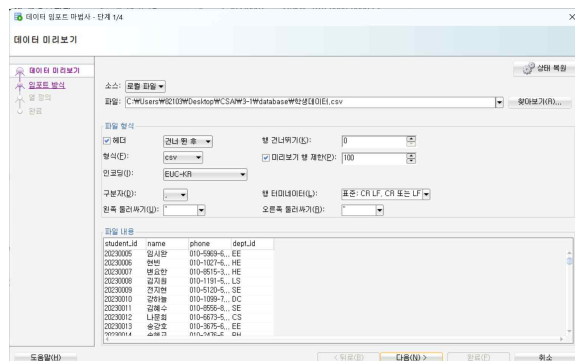 데이터 임포트 마법사 - 단계 1/4
데이터 미리보기
상태 복원
데이터 미리보기
임포트 방식
열 정의
완료
소스: 로컬 파일
파일: C:₩Users₩82103₩Desktop₩CSAI₩3-1₩database₩학생데이터.csv 찾아보기(R)...
파일 형식
헤더 건너 뛴 후 행 건너뛰기(K): 0
형식(F): csv 미리보기 행 제한(P): 100
인코딩(I): EUC-KR
구분자(D): , 행 터미네이터(L): 표준: CR LF, CR 또는 LF
왼쪽 둘러싸기(U): " 오른쪽 둘러싸기(R): "
파일 내용
student_id name phone dept_id
20230005 임시완 010-5969-6... EE
20230006 현빈 010-1027-6... HE
20230007 변요한 010-8515-3... HE
20230008 김지원 010-1191-5... LS
20230009 전지현 010-5120-5... SE
20230010 강하늘 010-1099-7... DC
20230011 김혜수 010-8556-8... SE
20230012 나문희 010-6673-5... CS
20230013 송강호 010-3675-6... EE
20230014 송혜교 010-2476-6... PH
도움말(H) < 뒤로(B) 다음(N) > 완료(F) 취소